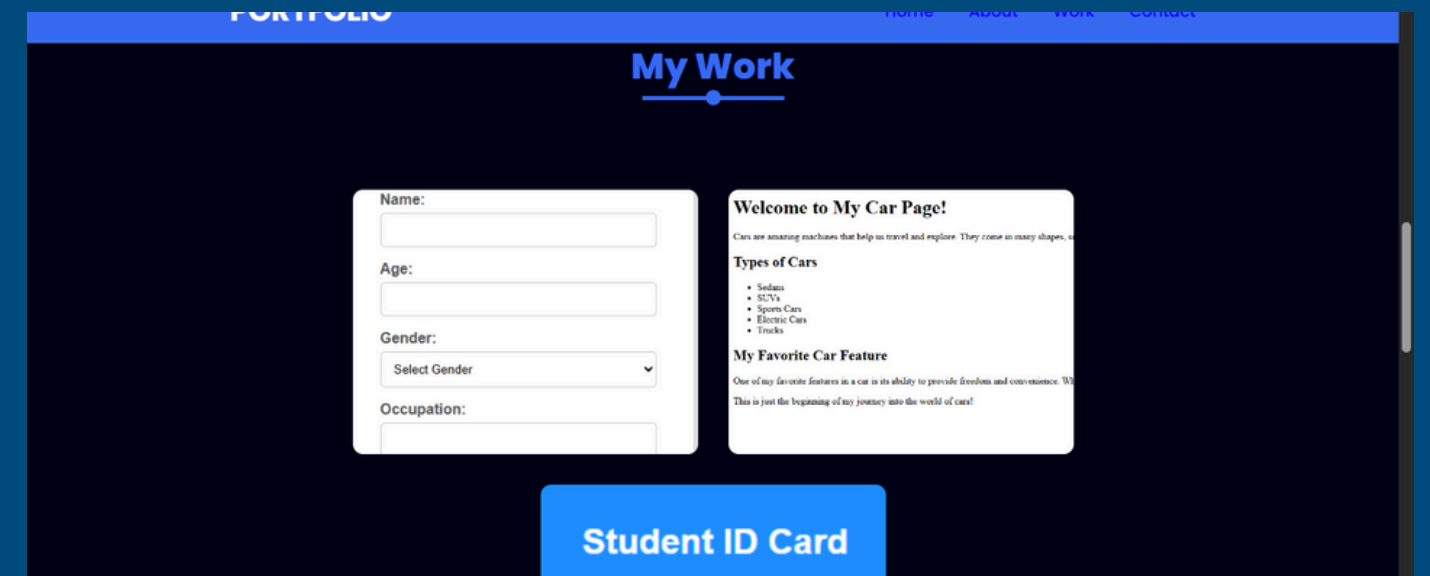 PORTFOLIO
Home About Work Contact
My Work
Name:
Age:
Gender:
Select Gender
Occupation:
Welcome to My Car Page!
Cars are amazing machines that help us travel and explore. They come in many shapes,
Types of Cars
Sedans
SUVs
Sports Cars
Electric Cars
Trucks
My Favorite Car Feature
One of my favorite features in a car is its ability to provide freedom and convenience.
This is just the beginning of my journey into the world of cars!
Student ID Card